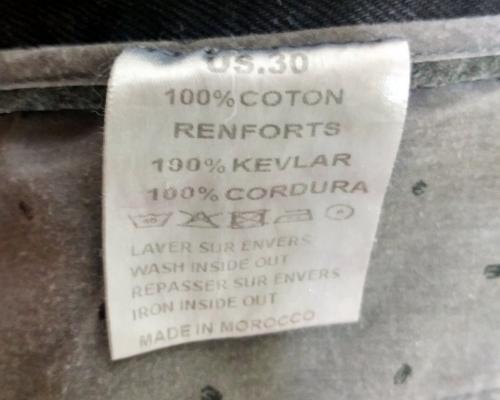 US.30
100% COTON
RENFORTS
100% KEVLAR
100% CORDURA
LAVER SUR ENVERS
WASH INSIDE OUT
REPASSER SUR ENVERS
IRON INSIDE OUT
MADE IN MOROCCO